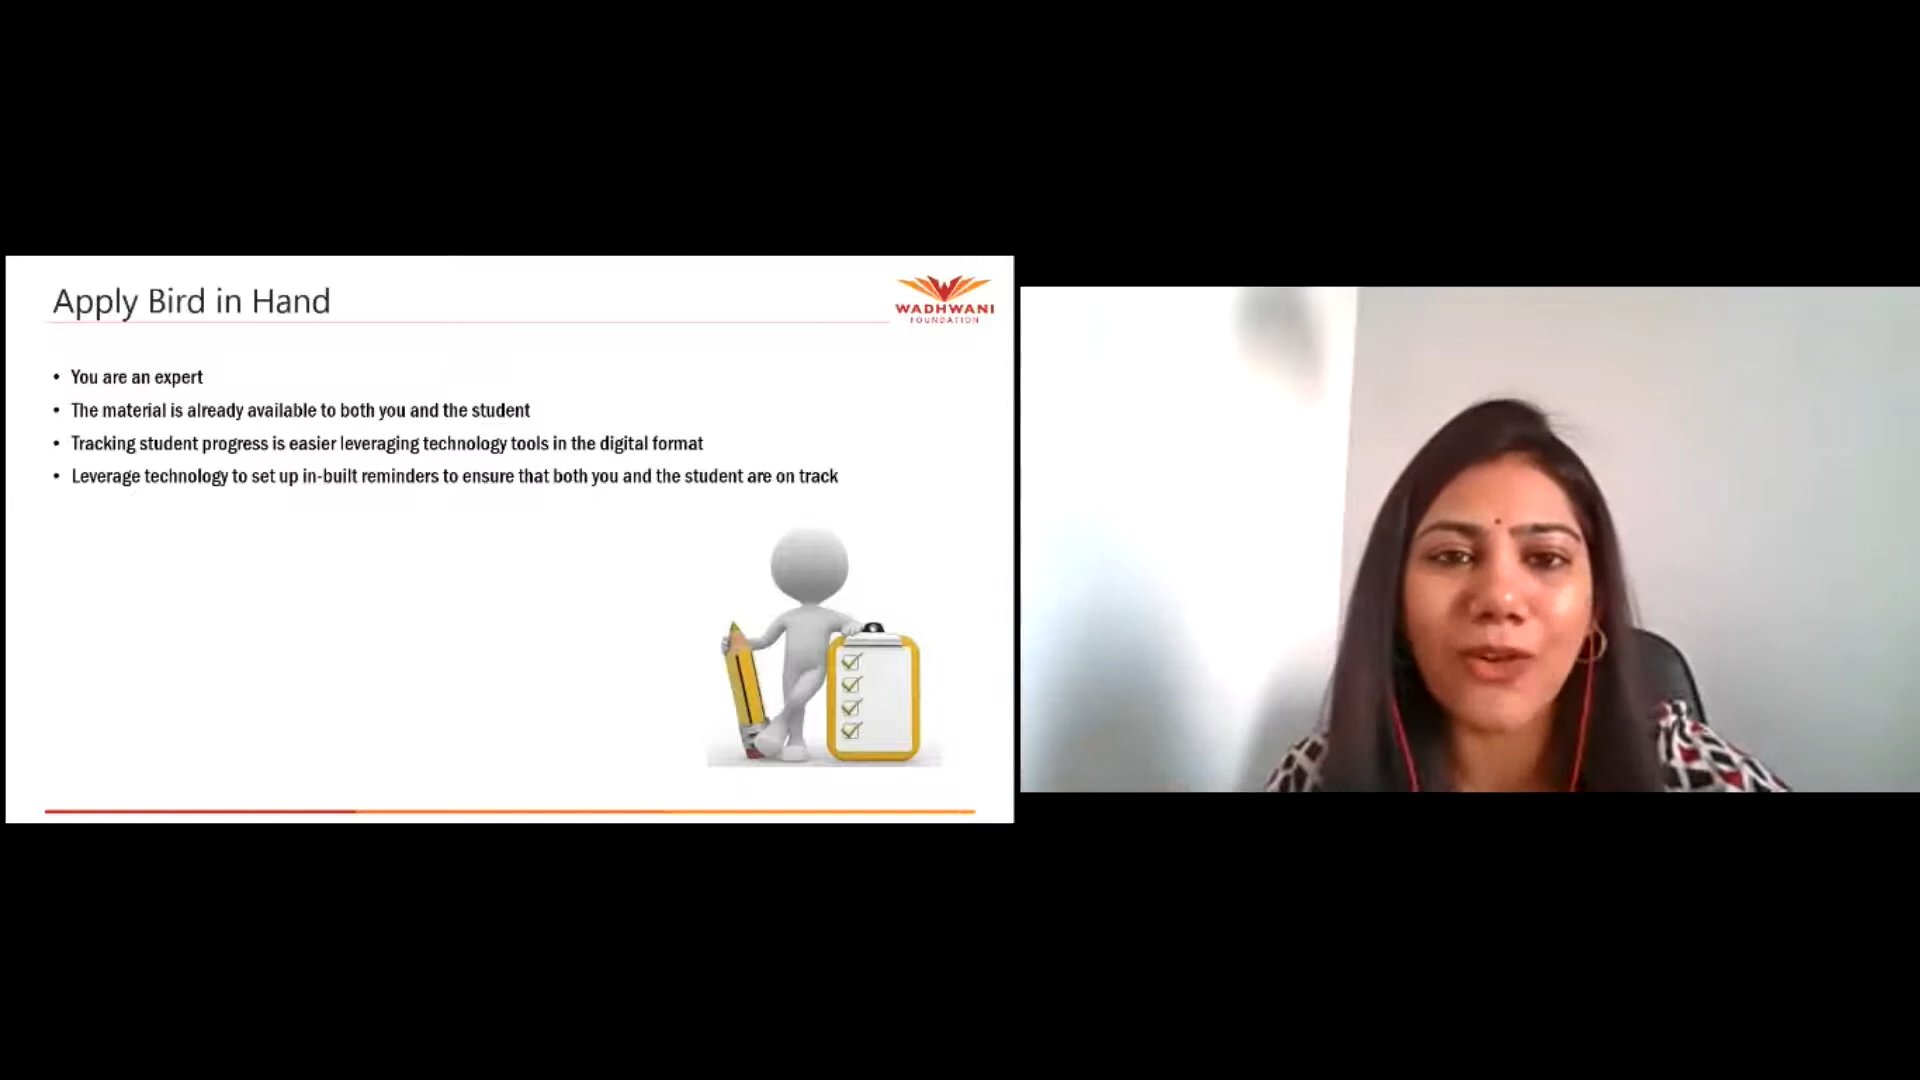 Apply Bird in Hand
WADHWANI
FOUNDATION
• You are an expert
• The material is already available to both you and the student
• Tracking student progress is easier leveraging technology tools in the digital format
• Leverage technology to set up in-built reminders to ensure that both you and the student are on track